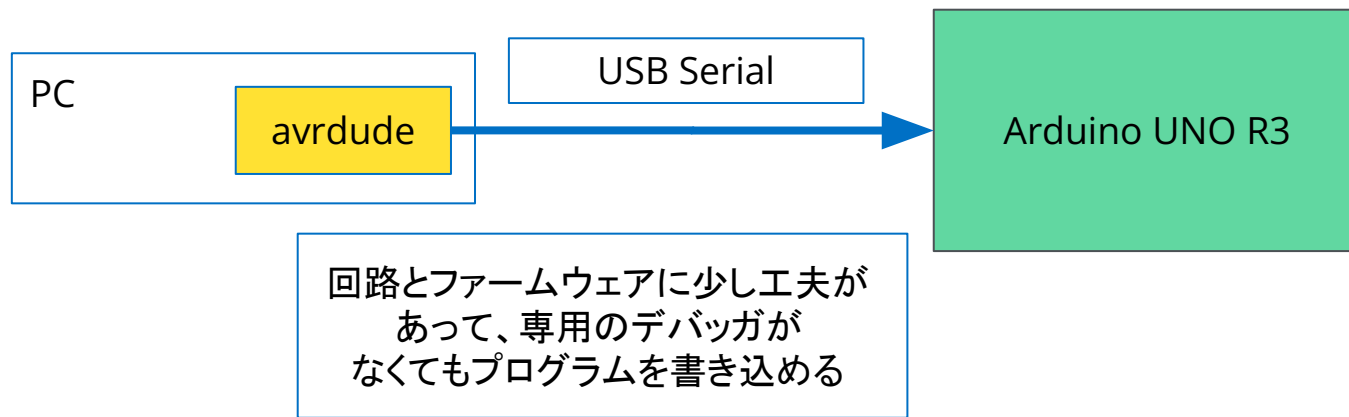 PC
avrdude
USB Serial
Arduino UNO R3
回路とファームウェアに少し工夫が
あって、専用のデバッガが
なくてもプログラムを書き込める